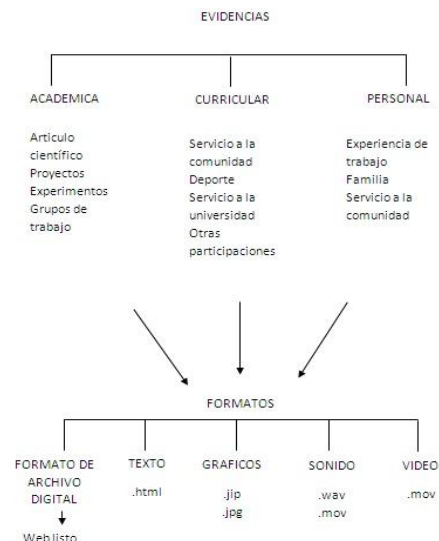 EVIDENCIAS
ACADEMICA
Articulo
científico
Proyectos
Experimentos
Grupos de
trabajo
CURRICULAR
Servicio a la
comunidad
Deporte
Servicio a la
universidad
Otras
participaciones
PERSONAL
Experiencia de
trabajo
Familia
Servicio a la
comunidad
FORMATOS
FORMATO DE
ARCHIVO
DIGITAL
Web listo
TEXTO
.html
GRAFICOS
.jip
.jpg
SONIDO
.wav
.mov
VIDEO
.mov